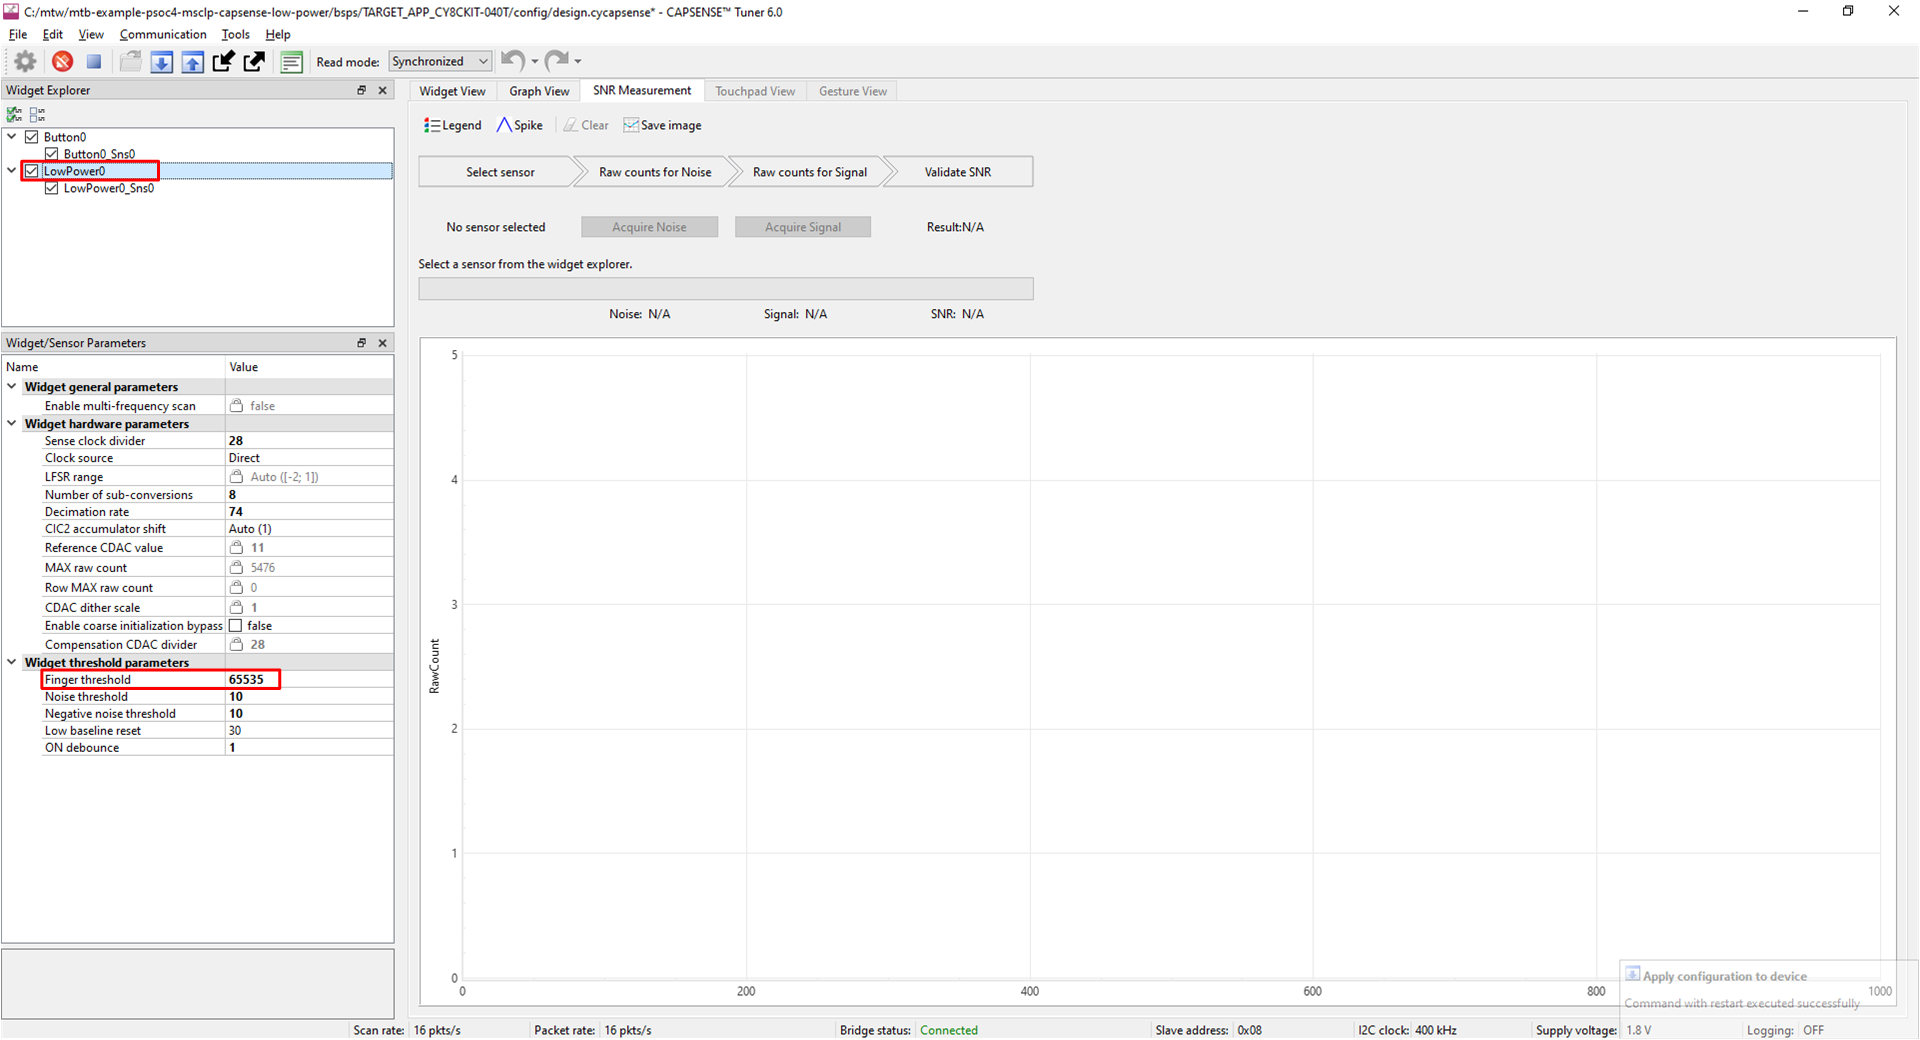 C:/mtw/mtb-example-psoc4-msclp-capsense-low-power/bsps/TARGET_APP_CY8CKIT-040T/config/design.cycapsense* - CAPSENSE™ Tuner 6.0
File Edit View Communication Tools Help
Read mode: Synchronized
Widget Explorer
Button0
Button0_Sns0
LowPower0
LowPower0_Sns0
Widget/Sensor Parameters
Name Value
Widget general parameters
Enable multi-frequency scan false
Widget hardware parameters
Sense clock divider 28
Clock source Direct
LFSR range Auto ([-2; 1])
Number of sub-conversions 8
Decimation rate 74
CIC2 accumulator shift Auto (1)
Reference CDAC value 11
MAX raw count 5476
Row MAX raw count 0
CDAC dither scale 1
Enable coarse initialization bypass false
Compensation CDAC divider 28
Widget threshold parameters
Finger threshold 65535
Noise threshold 10
Negative noise threshold 10
Low baseline reset 30
ON debounce 1
Widget View Graph View SNR Measurement Touchpad View Gesture View
Legend Spike Clear Save image
Select sensor Raw counts for Noise Raw counts for Signal Validate SNR
No sensor selected Acquire Noise Acquire Signal Result:N/A
Select a sensor from the widget explorer.
Noise: N/A Signal: N/A SNR: N/A
5
4
3
2
1
0
RawCount
0 200 400 600 800 1000
Apply configuration to device
Command with restart executed successfully
Scan rate: 16 pkts/s Packet rate: 16 pkts/s Bridge status: Connected Slave address: 0x08 I2C clock: 400 kHz Supply voltage: 1.8 V Logging: OFF